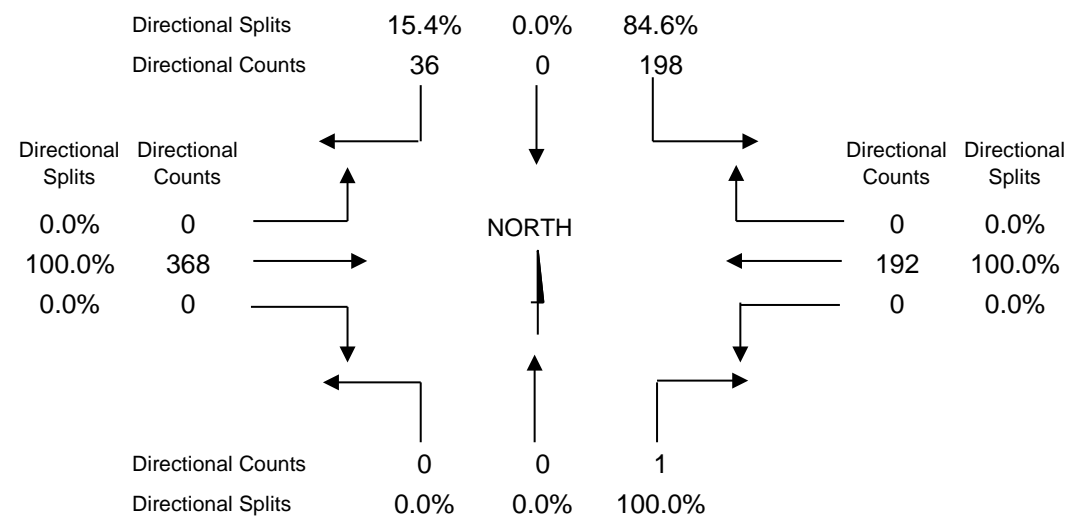 Directional Splits 15.4% 0.0% 84.6%
Directional Counts 36 0 198
Directional Directional
Splits Counts
0.0% 0
100.0% 368
0.0% 0
NORTH
Directional Directional
Counts Splits
0 0.0%
192 100.0%
0 0.0%
Directional Counts 0 0 1
Directional Splits 0.0% 0.0% 100.0%